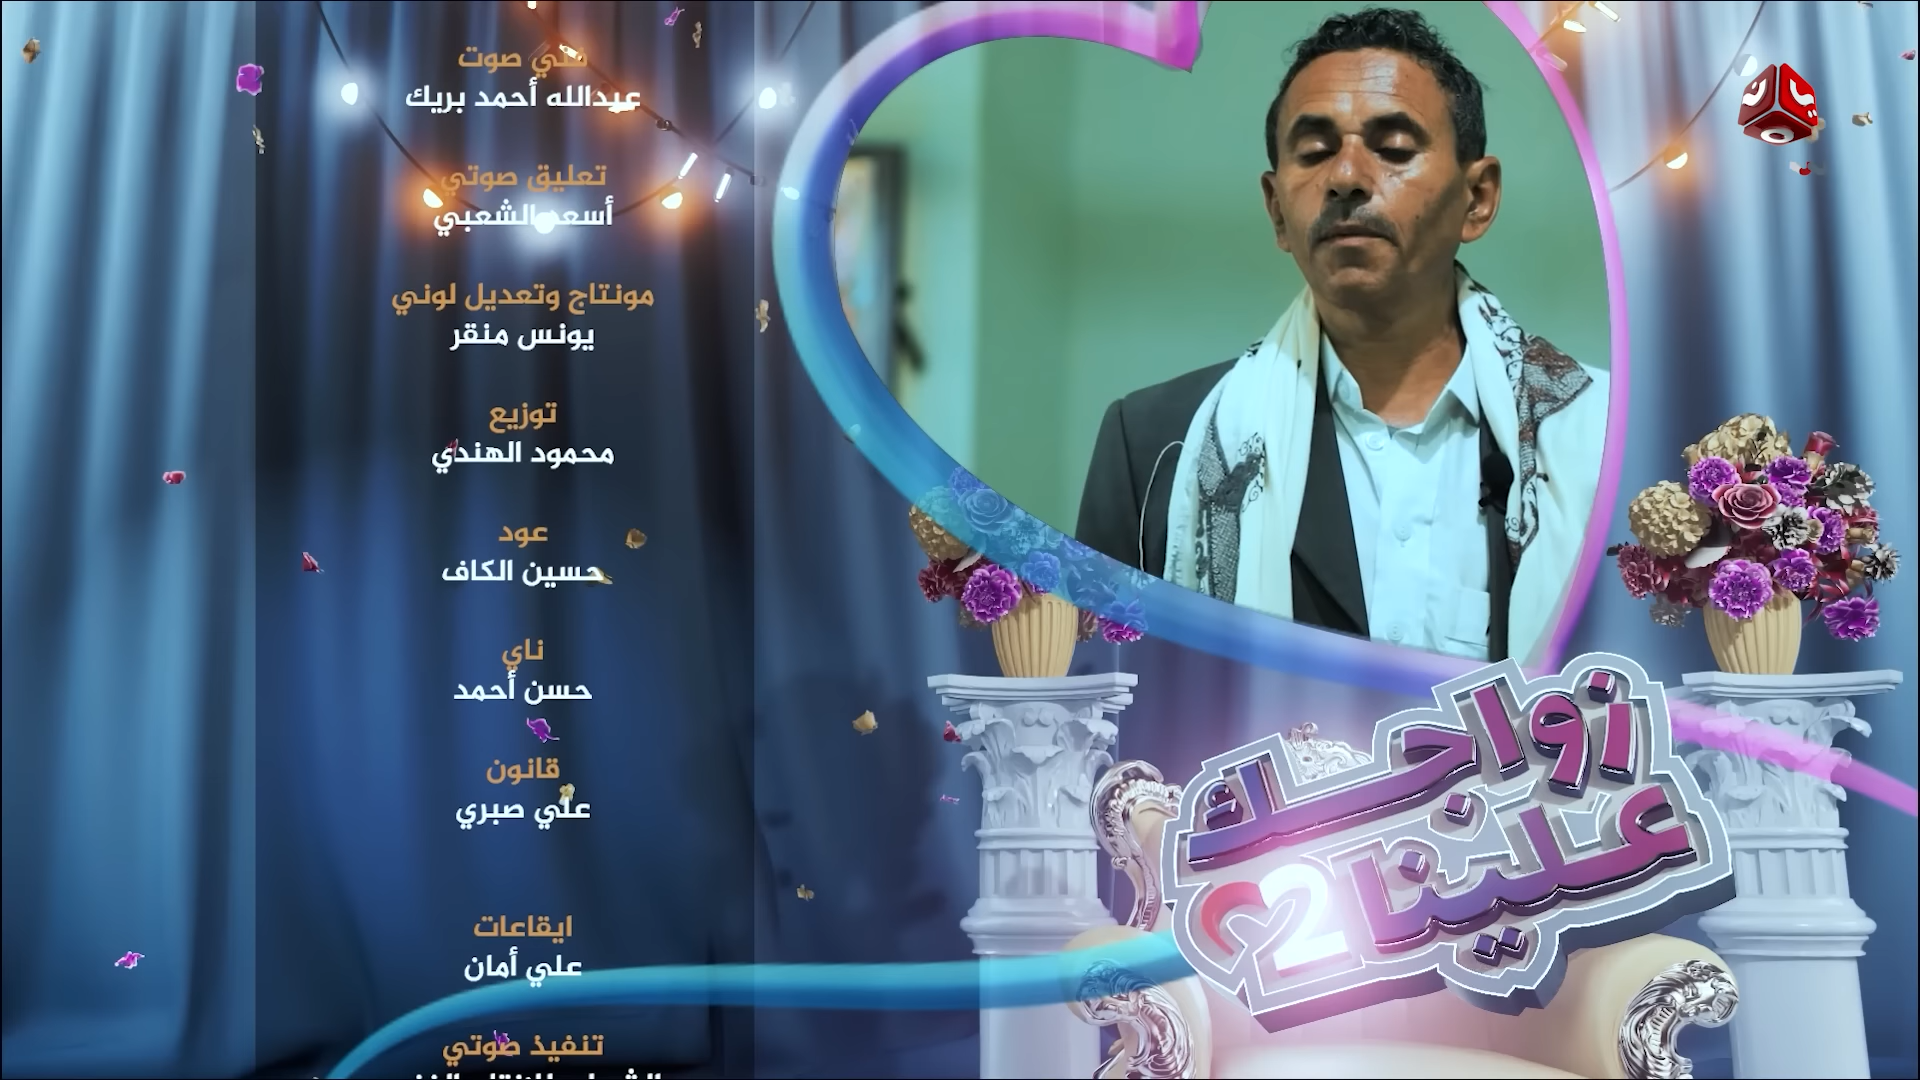 فني صوت
عبدالله أحمد بريك
تعليق صوتي
أسعد الشعبي
مونتاج وتعديل لوني
يونس منقر
توزيع
محمود الهندي
عود
حسين الكاف
ناي
حسن أحمد
قانون
علي صبري
ايقاعات
علي أمان
تنفيذ صوتي
زواجك
علينا 2